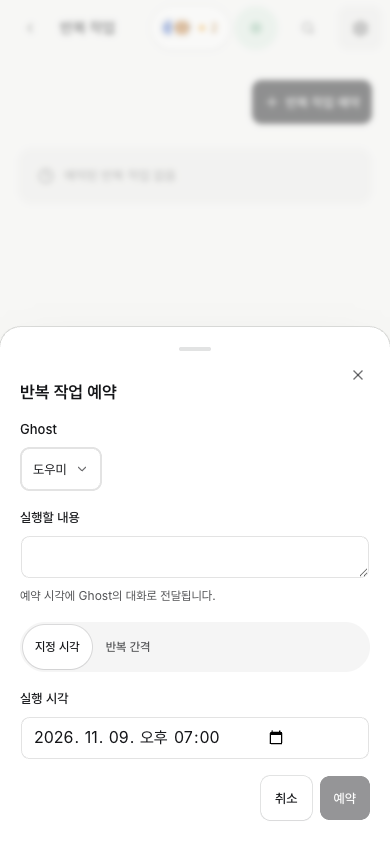 반복 작업
반복 작업 예약
예약된 반복 작업 없음
반복 작업 예약
Ghost
도우미
실행할 내용
예약 시각에 Ghost의 대화로 전달됩니다.
지정 시각
반복 간격
실행 시각
2026. 11. 09. 오후 07:00
취소
예약